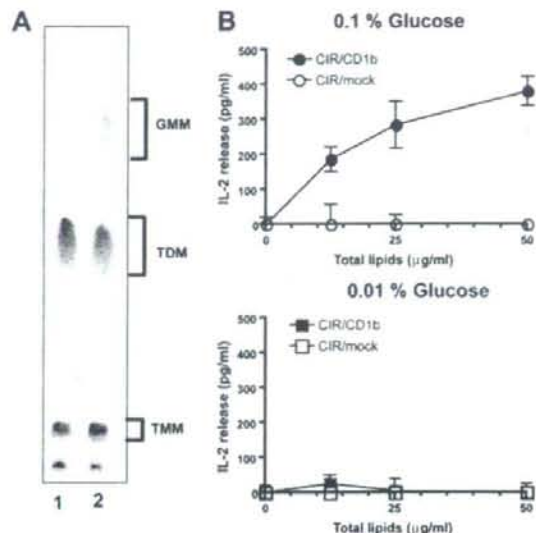 A
GMM
TDM
TMM
1 2
B
0.1 % Glucose
CIR/CD1b
CIR/mock
IL-2 release (pg/ml)
500
400
300
200
100
0
0 25 50
Total lipids (μg/ml)
0.01 % Glucose
CIR/CD1b
CIR/mock
IL-2 release (pg/ml)
500
400
300
200
100
0
0 25 50
Total lipids (μg/ml)